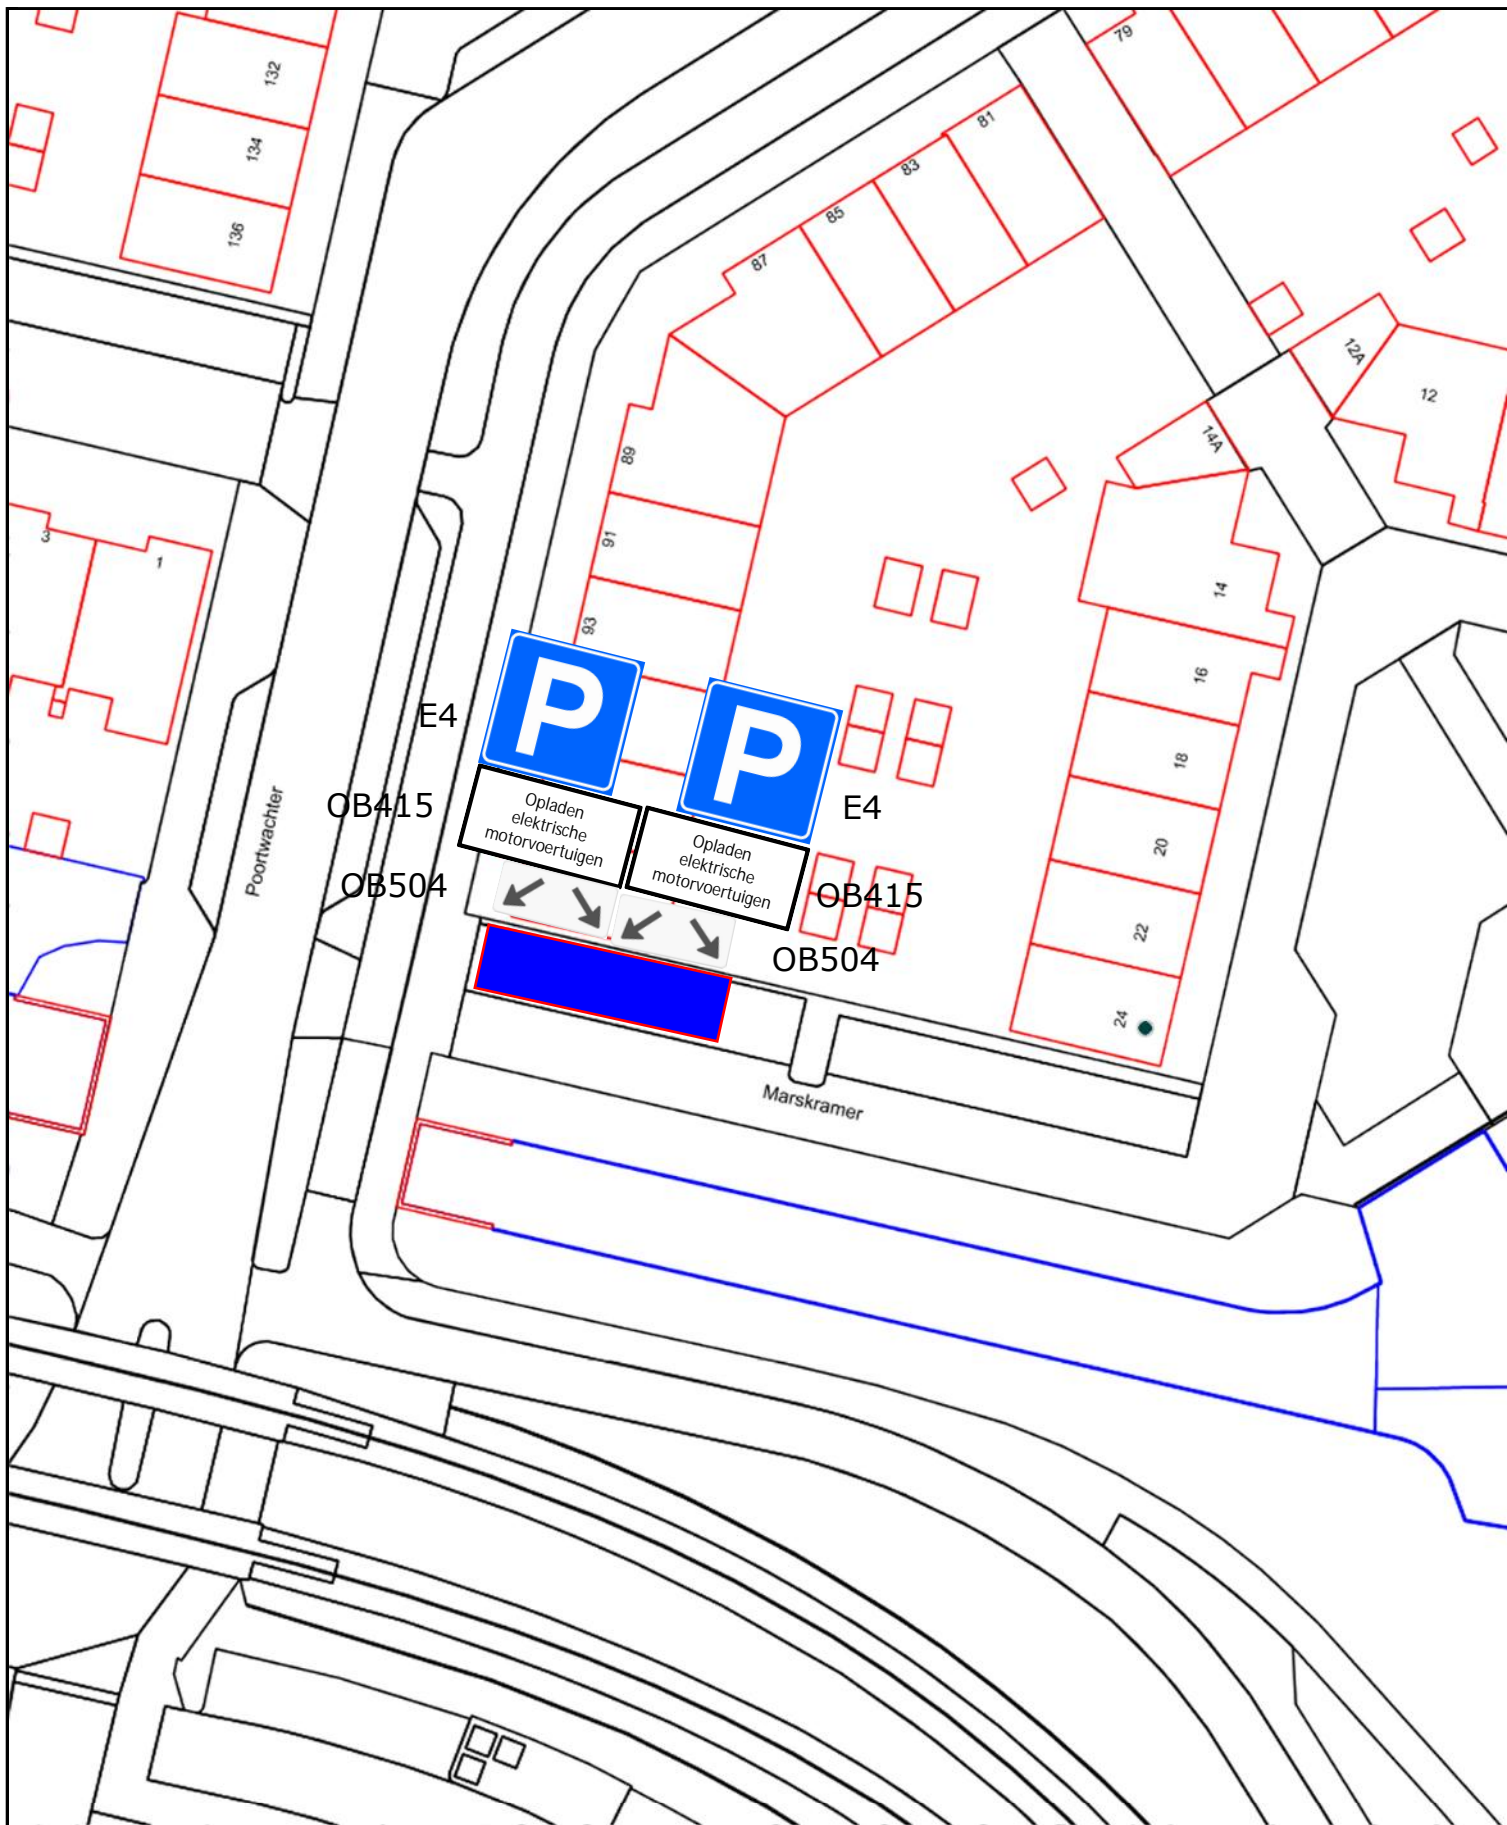 79
132
81
134
83
85
136
87
12A
12
14A
89
3
91
1
14
93
16
P
E4
P
18
OB415
Opladen
elektrische
motorvoertuigen
E4
Poortwachter
Opladen
elektrische
motorvoertuigen
20
OB504
OB415
22
OB504
24
Marskramer